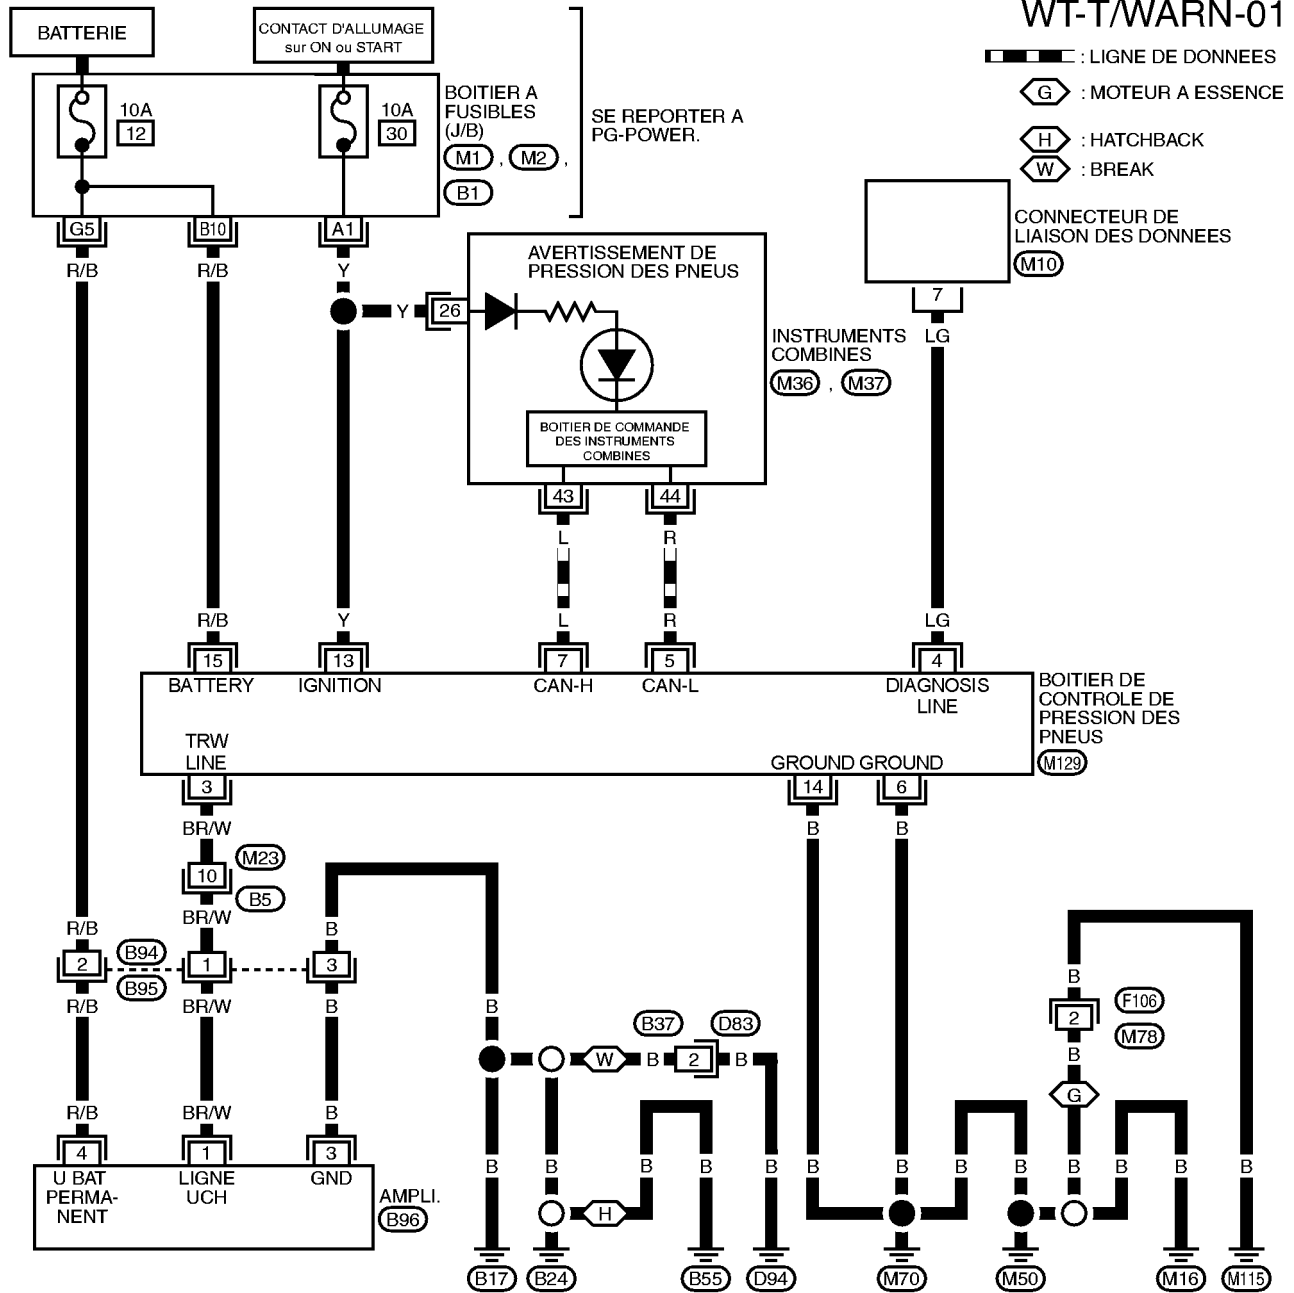 WT-T/WARN-01
BATTERIE
CONTACT D'ALLUMAGE
sur ON ou START
: LIGNE DE DONNEES
G : MOTEUR A ESSENCE
H : HATCHBACK
W : BREAK
10A
12
10A
30
BOITIER A
FUSIBLES
(J/B)
M1 , M2 ,
B1
SE REPORTER A
PG-POWER.
G5 B10 A1
R/B R/B Y
Y 26
AVERTISSEMENT DE
PRESSION DES PNEUS
CONNECTEUR DE
LIAISON DES DONNEES
M10
7
LG
INSTRUMENTS
COMBINES
M36 , M37
BOITIER DE COMMANDE
DES INSTRUMENTS
COMBINES
43 44
L R
R/B Y L R LG
15 13 7 5 4
BATTERY IGNITION CAN-H CAN-L DIAGNOSIS
LINE
BOITIER DE
CONTROLE DE
PRESSION DES
PNEUS
M129
TRW
LINE
GROUND GROUND
3 14 6
BR/W B B
M23
10
B5
R/B BR/W B
2 B94 1 3
B95
R/B BR/W B B
B
2 F106
M78
B
G
B37 D83
W B 2 B
R/B BR/W B
4 1 3
U BAT
PERMA-
NENT
LIGNE
UCH
GND
AMPLI.
B96
B B B B B B B B B B B B
H
B17 B24 B55 D94 M70 M50 M16 M115